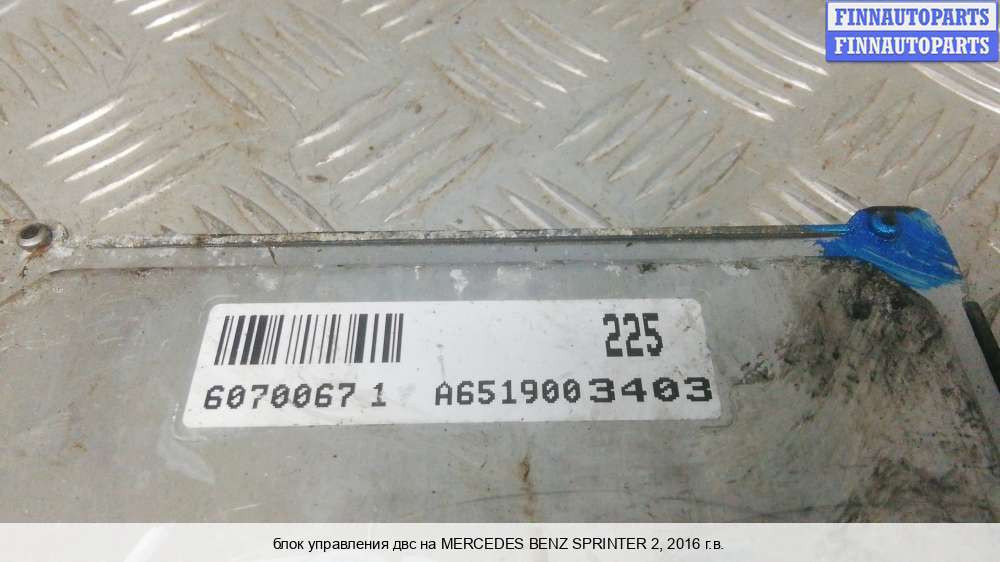 FINNAUTOPARTS
FINNAUTOPARTS
225
6070067 1 A6519003403
блок управления двс на MERCEDES BENZ SPRINTER 2, 2016 г.в.